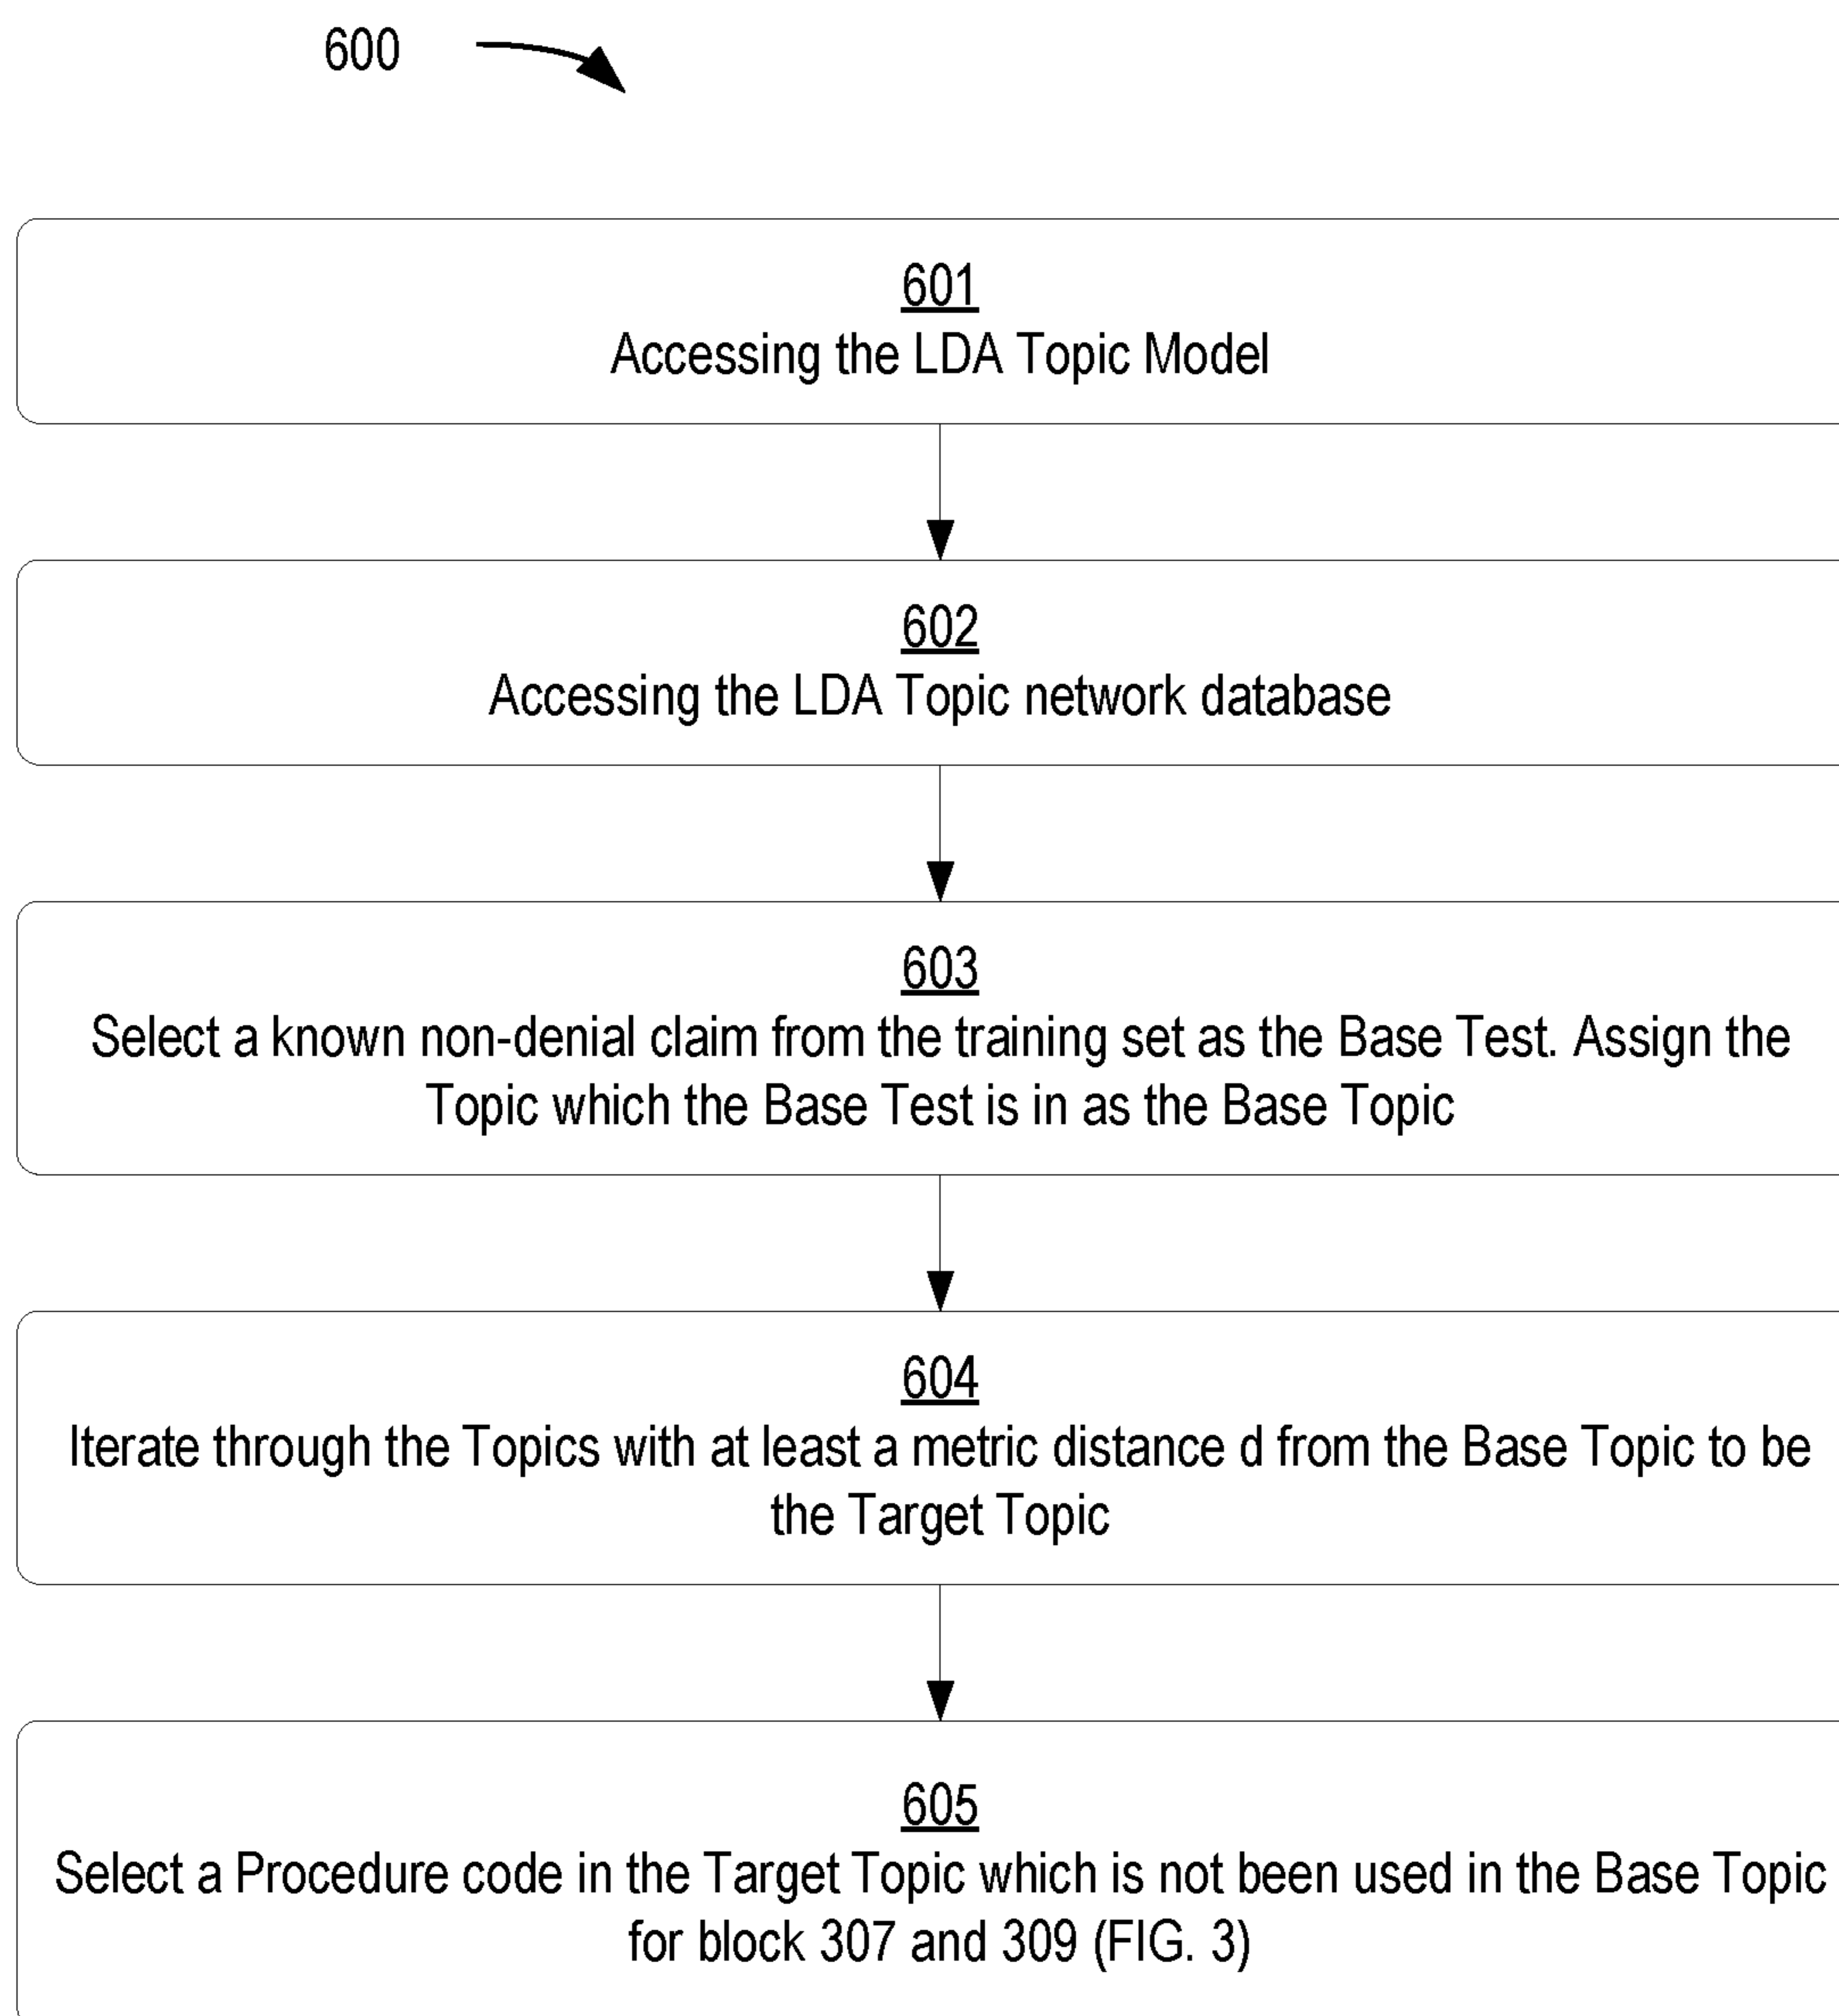 600
601
Accessing the LDA Topic Model
602
Accessing the LDA Topic network database
603
Select a known non-denial claim from the training set as the Base Test. Assign the
Topic which the Base Test is in as the Base Topic
604
Iterate through the Topics with at least a metric distance d from the Base Topic to be
the Target Topic
605
Select a Procedure code in the Target Topic which is not been used in the Base Topic
for block 307 and 309 (FIG. 3)